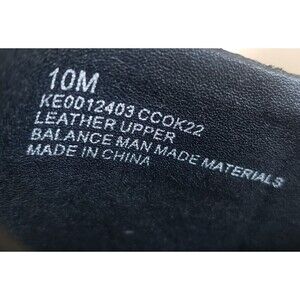 10M
KE0012403 CCOK22
LEATHER UPPER
BALANCE MAN MADE MATERIALS
MADE IN CHINA